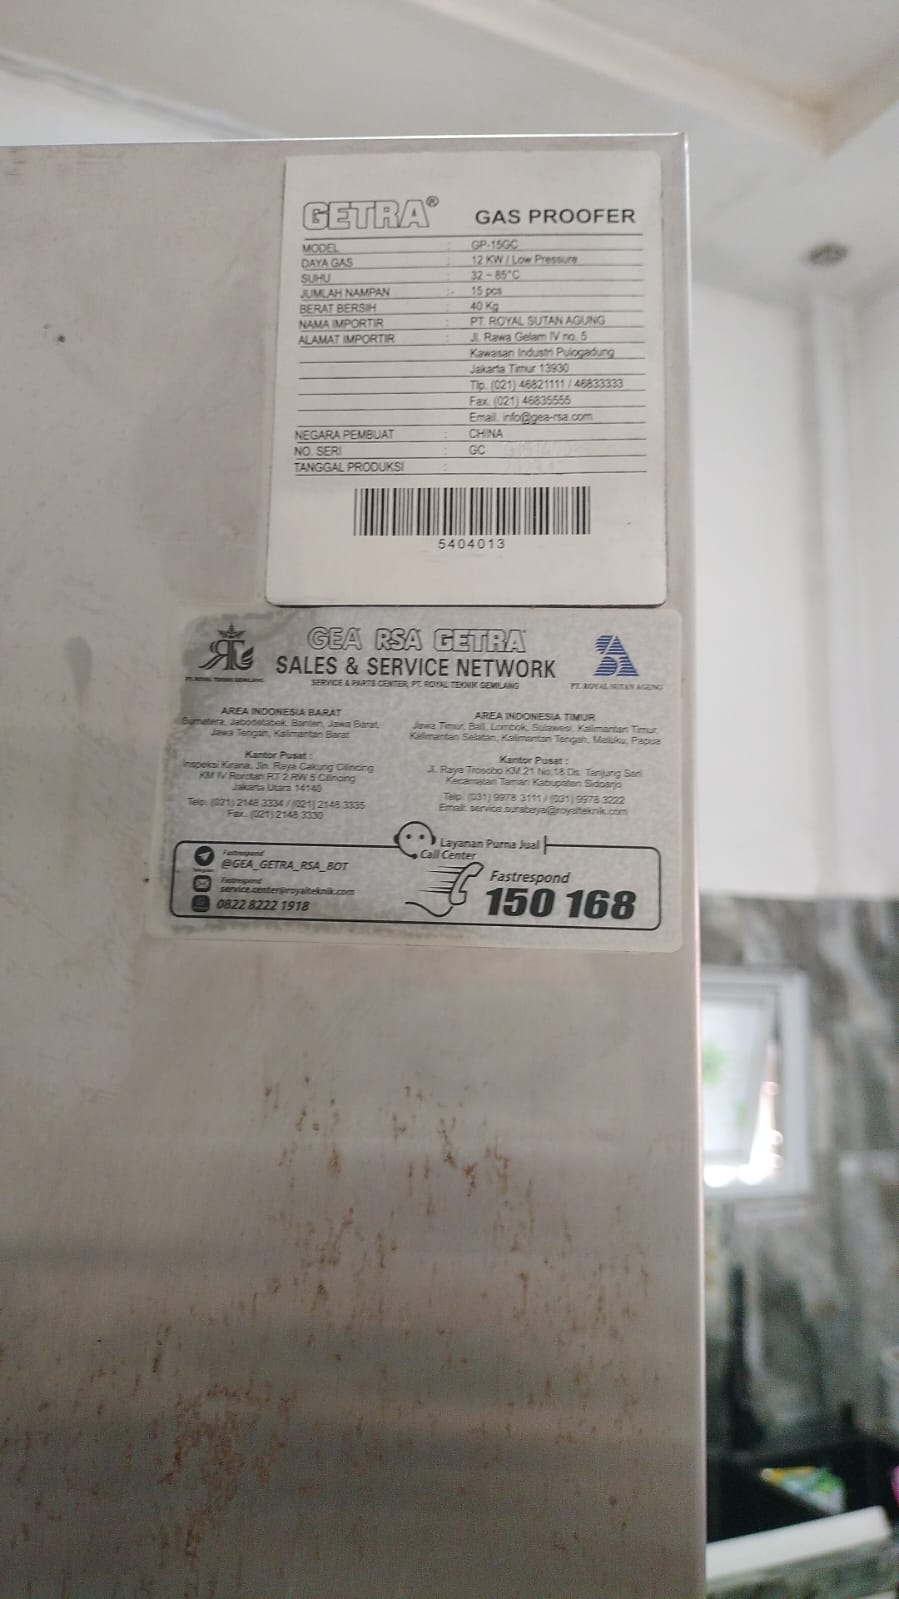 GETRA® GAS PROOFER
MODEL : GP-15GC
DAYA GAS : 12 KW / Low Pressure
SUHU : 32 ~ 85°C
JUMLAH NAMPAN :- 15 pcs
BERAT BERSIH : 40 Kg
NAMA IMPORTIR : PT. ROYAL SUTAN AGUNG
ALAMAT IMPORTIR : Jl. Rawa Gelam IV no. 5
Kawasan Industri Pulogadung
Jakarta Timur 13930
Tlp. (021) 46821111 / 46833333
Fax. (021) 46835555
Email. info@gea-rsa.com
NEGARA PEMBUAT : CHINA
NO. SERI : GC
TANGGAL PRODUKSI :
5404013
GEA RSA GETRA
SALES & SERVICE NETWORK
SERVICE & PARTS CENTER, PT. ROYAL TEKNIK GEMILANG
PT. ROYAL TEKNIK GEMILANG
PT. ROYAL SUTAN AGUNG
AREA INDONESIA BARAT
Sumatera, Jabodetabek, Banten, Jawa Barat,
Jawa Tengah, Kalimantan Barat
Kantor Pusat :
Inspeksi Kirana, Jln. Raya Cakung Cilincing
KM IV Rorotan RT 2 RW 5 Cilincing
Jakarta Utara 14140
Telp. (021) 2148 3334 / (021) 2148 3335
Fax. (021) 2148 3330
AREA INDONESIA TIMUR
Jawa Timur, Bali, Lombok, Sulawesi, Kalimantan Timur,
Kalimantan Selatan, Kalimantan Tengah, Maluku, Papua
Kantor Pusat :
Jl. Raya Trosobo KM.21 No.18 Ds. Tanjung Sari
Kecamatan Taman Kabupaten Sidoarjo
Telp. (031) 9978 3111 / (031) 9978 3222
Email: service.surabaya@royalteknik.com
Layanan Purna Jual
Call Center
Fastrespond
@GEA_GETRA_RSA_BOT
Telegram
Fastrespond
service.center@royalteknik.com
0822 8222 1918
Fastrespond
150 168